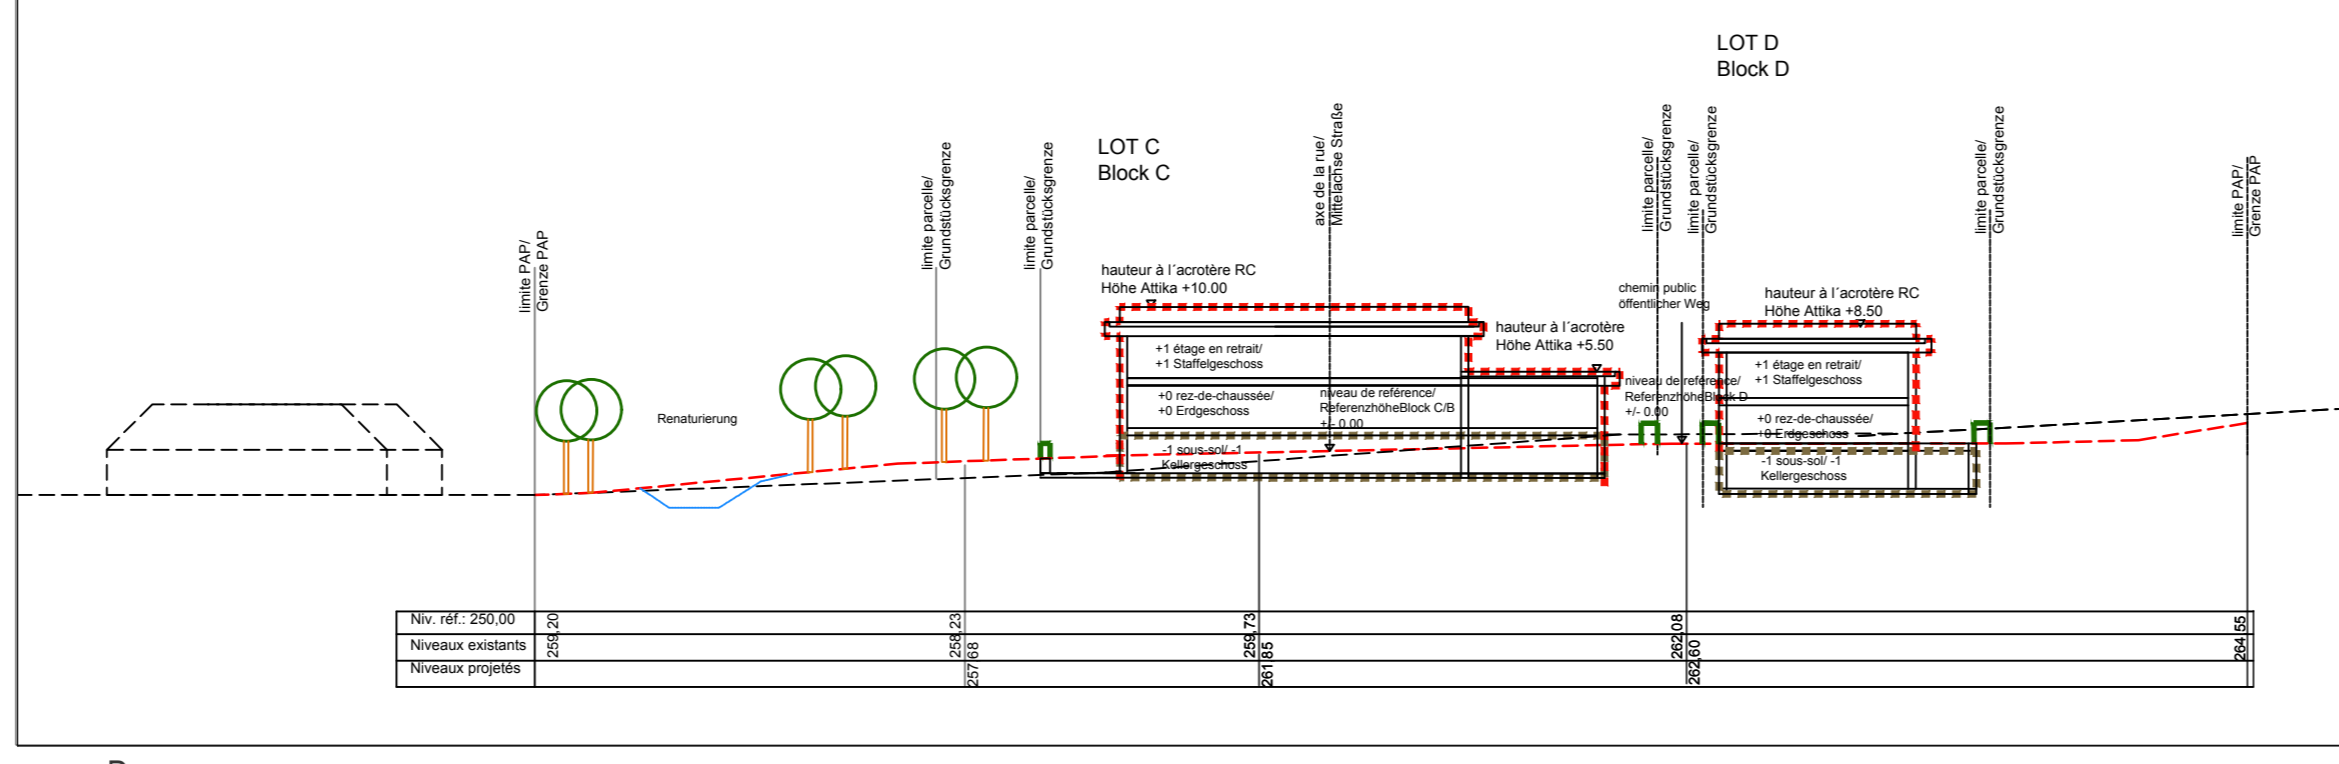 LOT D
Block D
LOT C
Block C
limite PAP/
Grenze PAP
limite parcelle/
Grundstücksgrenze
limite parcelle/
Grundstücksgrenze
axe de la rue/
Mittelachse Straße
limite parcelle/
Grundstücksgrenze
limite parcelle/
Grundstücksgrenze
limite parcelle/
Grundstücksgrenze
limite PAP/
Grenze PAP
hauteur à l´acrotère RC
Höhe Attika +10.00
hauteur à l´acrotère
Höhe Attika +5.50
chemin public
öffentlicher Weg
hauteur à l´acrotère RC
Höhe Attika +8.50
+1 étage en retrait/
+1 Staffelgeschoss
+0 rez-de-chaussée/
+0 Erdgeschoss
niveau de reférence/
ReferenzhöheBlock C/B
+/- 0.00
-1 sous-sol/ -1
Kellergeschoss
niveau de reférence/
ReferenzhöheBlock D
+/- 0.00
+1 étage en retrait/
+1 Staffelgeschoss
+0 rez-de-chaussée/
+0 Erdgeschoss
-1 sous-sol/ -1
Kellergeschoss
Renaturierung
Niv. réf.: 250,00
Niveaux existants
Niveaux projetés
259,20
258,23
257,68
259,73
261,85
262,08
262,60
264,55